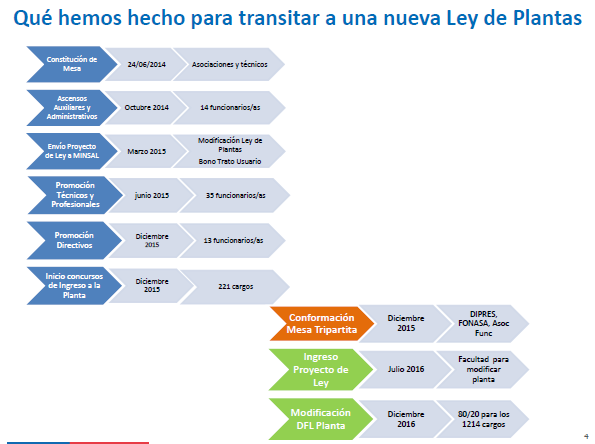 Qué hemos hecho para transitar a una nueva Ley de Plantas
Constitución de
Mesa
24/06/2014
Asociaciones y técnicos
Ascensos
Auxiliares y
Administrativos
Octubre 2014
14 funcionarios/as
Envío Proyecto
de Ley a MINSAL
Marzo 2015
Modificación Ley de
Plantas
Bono Trato Usuario
Promoción
Técnicos y
Profesionales
junio 2015
35 funcionarios/as
Promoción
Directivos
Diciembre
2015
13 funcionarios/as
Inicio concursos
de Ingreso a la
Planta
Diciembre
2015
221 cargos
Conformación
Mesa Tripartita
Diciembre
2015
DIPRES,
FONASA, Asoc
Func
Ingreso
Proyecto de
Ley
Julio 2016
Facultad para
modificar
planta
Modificación
DFL Planta
Diciembre
2016
80/20 para los
1214 cargos
4